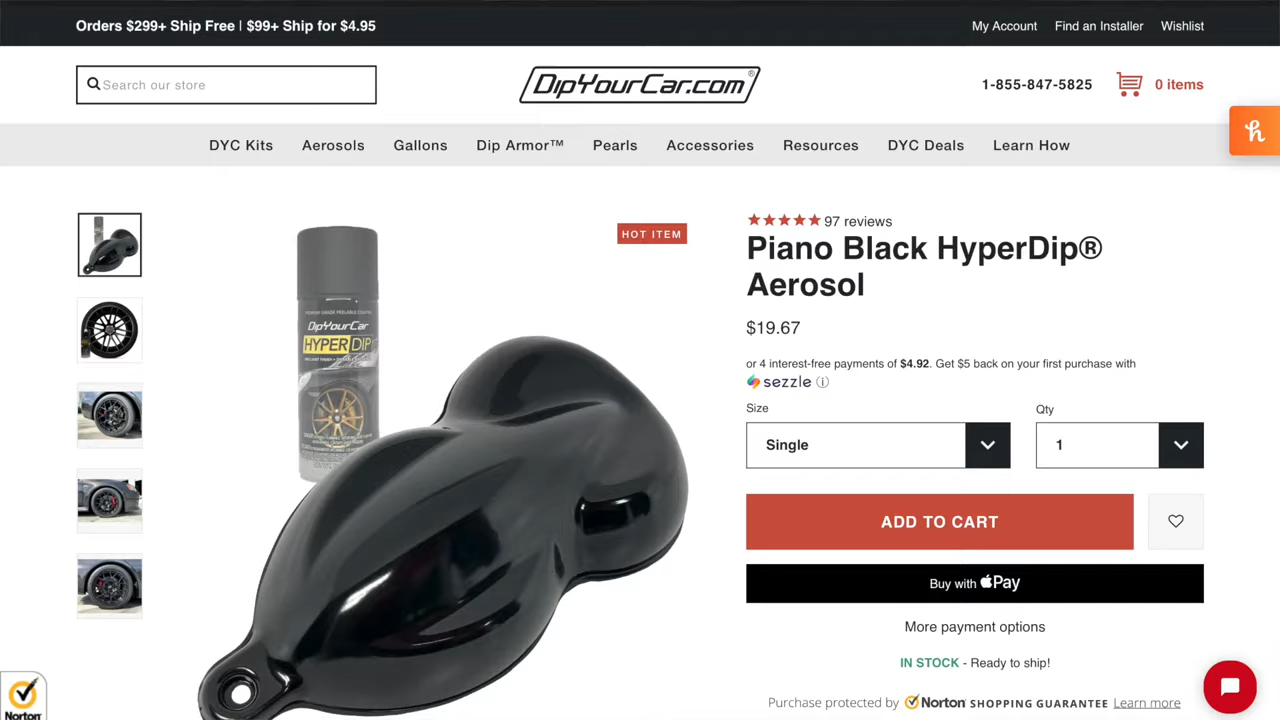 Orders $299+ Ship Free | $99+ Ship for $4.95
My Account Find an Installer Wishlist
Search our store
DipYourCar.com®
1-855-847-5825
0 items
DYC Kits Aerosols Gallons Dip Armor™ Pearls Accessories Resources DYC Deals Learn How
HOT ITEM
DipYourCar
HYPER DIP
97 reviews
Piano Black HyperDip®
Aerosol
$19.67
or 4 interest-free payments of $4.92. Get $5 back on your first purchase with
sezzle
Size
Qty
Single
1
ADD TO CART
Buy with Pay
More payment options
IN STOCK - Ready to ship!
Purchase protected by Norton SHOPPING GUARANTEE Learn more
Norton